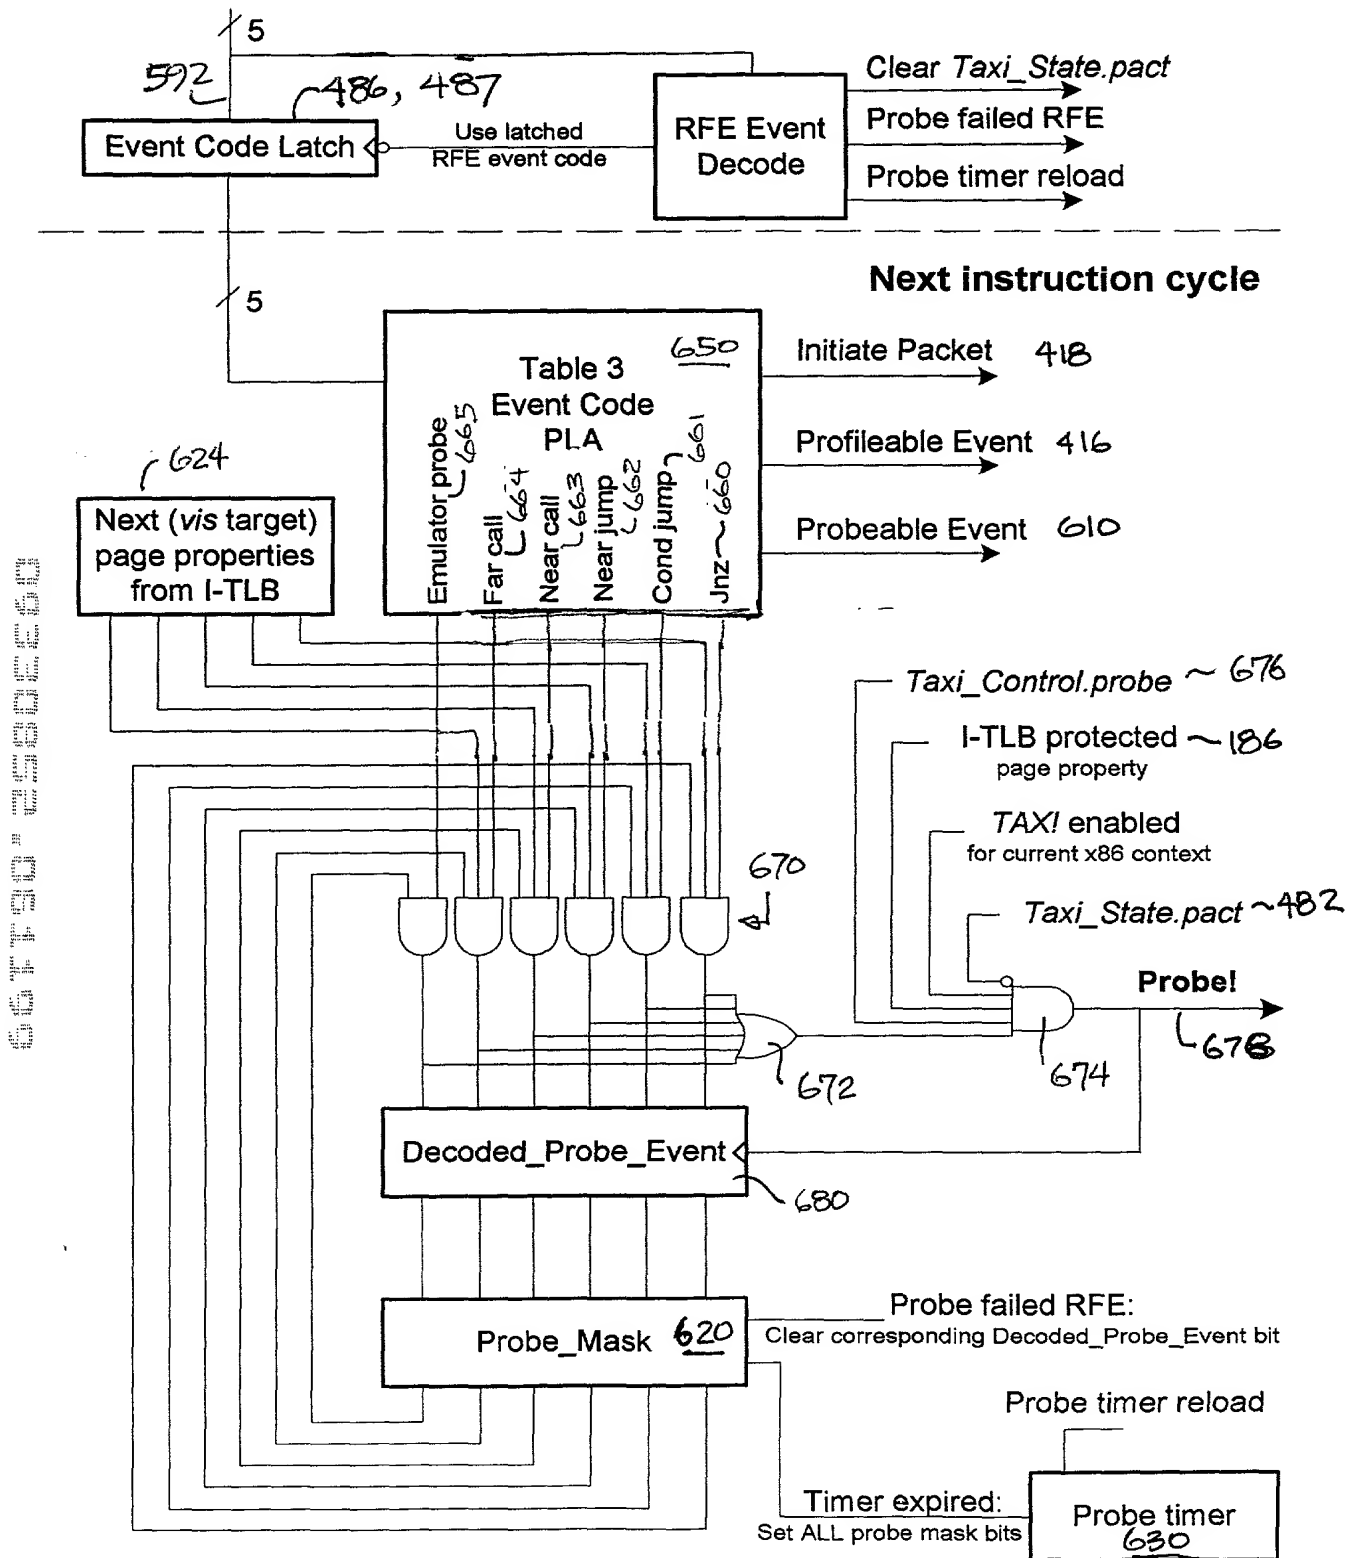 5
592
486, 487
Event Code Latch
Use latched
RFE event code
RFE Event
Decode
Clear Taxi_State.pact
Probe failed RFE
Probe timer reload
Next instruction cycle
5
Table 3
650
Event Code
PLA
Emulator probe
665
Far call
664
Near call
663
Near jump
662
Cond jump
661
Jnz
660
Initiate Packet 418
Profileable Event 416
Probeable Event 610
624
Next (vis target)
page properties
from I-TLB
Taxi_Control.probe 676
I-TLB protected 186
page property
TAXI enabled
for current x86 context
Taxi_State.pact 482
670
Probe!
678
672
674
Decoded_Probe_Event
680
Probe_Mask 620
Probe failed RFE:
Clear corresponding Decoded_Probe_Event bit
Probe timer reload
Timer expired:
Set ALL probe mask bits
Probe timer
630